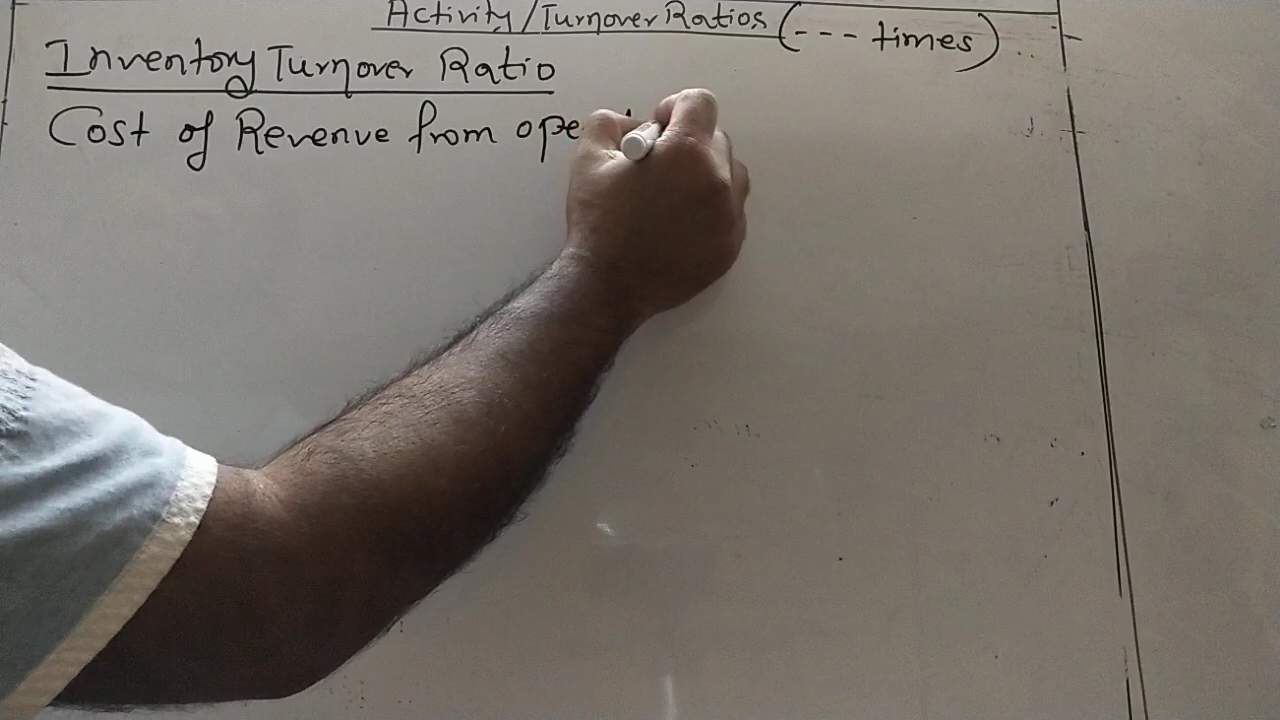 Activity/Turnover Ratios (--- times)
Inventory Turnover Ratio
Cost of Revenue from ope